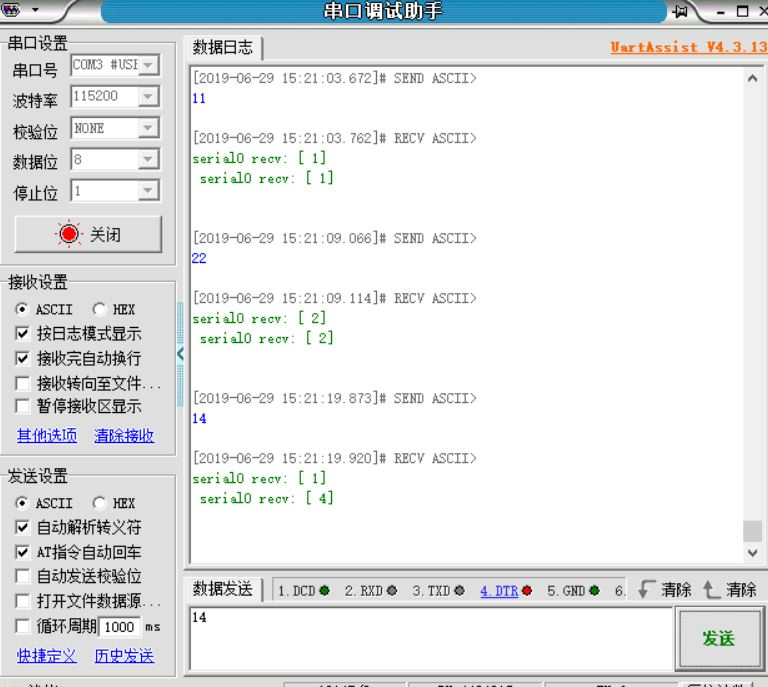 串口调试助手
串口设置
串口号 COM3 #USE
波特率 115200
校验位 NONE
数据位 8
停止位 1
关闭
接收设置
ASCII HEX
按日志模式显示
接收完自动换行
接收转向至文件...
暂停接收区显示
其他选项 清除接收
发送设置
ASCII HEX
自动解析转义符
AT指令自动回车
自动发送校验位
打开文件数据源...
循环周期 1000 ms
快捷定义 历史发送
数据日志 UartAssist V4.3.13
[2019-06-29 15:21:03.672]# SEND ASCII>
11
[2019-06-29 15:21:03.762]# RECV ASCII>
serial0 recv: [ 1]
serial0 recv: [ 1]
[2019-06-29 15:21:09.066]# SEND ASCII>
22
[2019-06-29 15:21:09.114]# RECV ASCII>
serial0 recv: [ 2]
serial0 recv: [ 2]
[2019-06-29 15:21:19.873]# SEND ASCII>
14
[2019-06-29 15:21:19.920]# RECV ASCII>
serial0 recv: [ 1]
serial0 recv: [ 4]
数据发送 1.DCD 2.RXD 3.TXD 4.DTR 5.GND 6. 清除 清除
14
发送